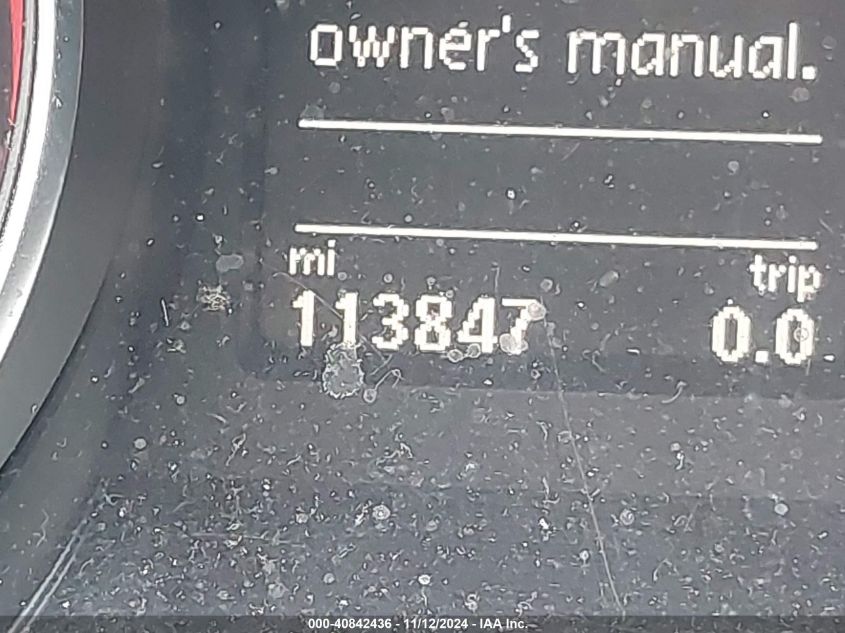 owner's manual.
mi trip
113847 0.0
000-40842436 - 11/12/2024 - IAA Inc.